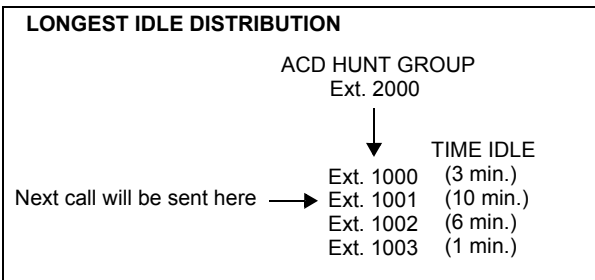 LONGEST IDLE DISTRIBUTION
ACD HUNT GROUP
Ext. 2000
TIME IDLE
Ext. 1000 (3 min.)
Next call will be sent here Ext. 1001 (10 min.)
Ext. 1002 (6 min.)
Ext. 1003 (1 min.)